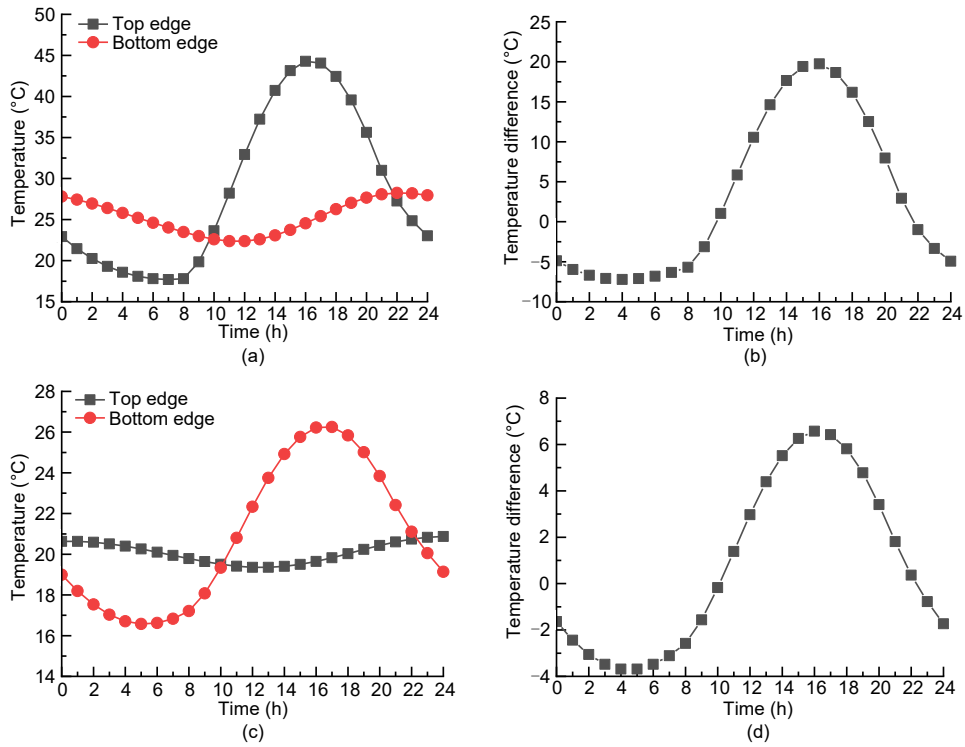 50
45
40
35
30
25
20
15
Temperature (°C)
Top edge
Bottom edge
0 2 4 6 8 10 12 14 16 18 20 22 24
Time (h)
(a)
25
20
15
10
5
0
−5
−10
Temperature difference (°C)
0 2 4 6 8 10 12 14 16 18 20 22 24
Time (h)
(b)
28
26
24
22
20
18
16
14
Temperature (°C)
Top edge
Bottom edge
0 2 4 6 8 10 12 14 16 18 20 22 24
Time (h)
(c)
8
6
4
2
0
−2
−4
Temperature difference (°C)
0 2 4 6 8 10 12 14 16 18 20 22 24
Time (h)
(d)